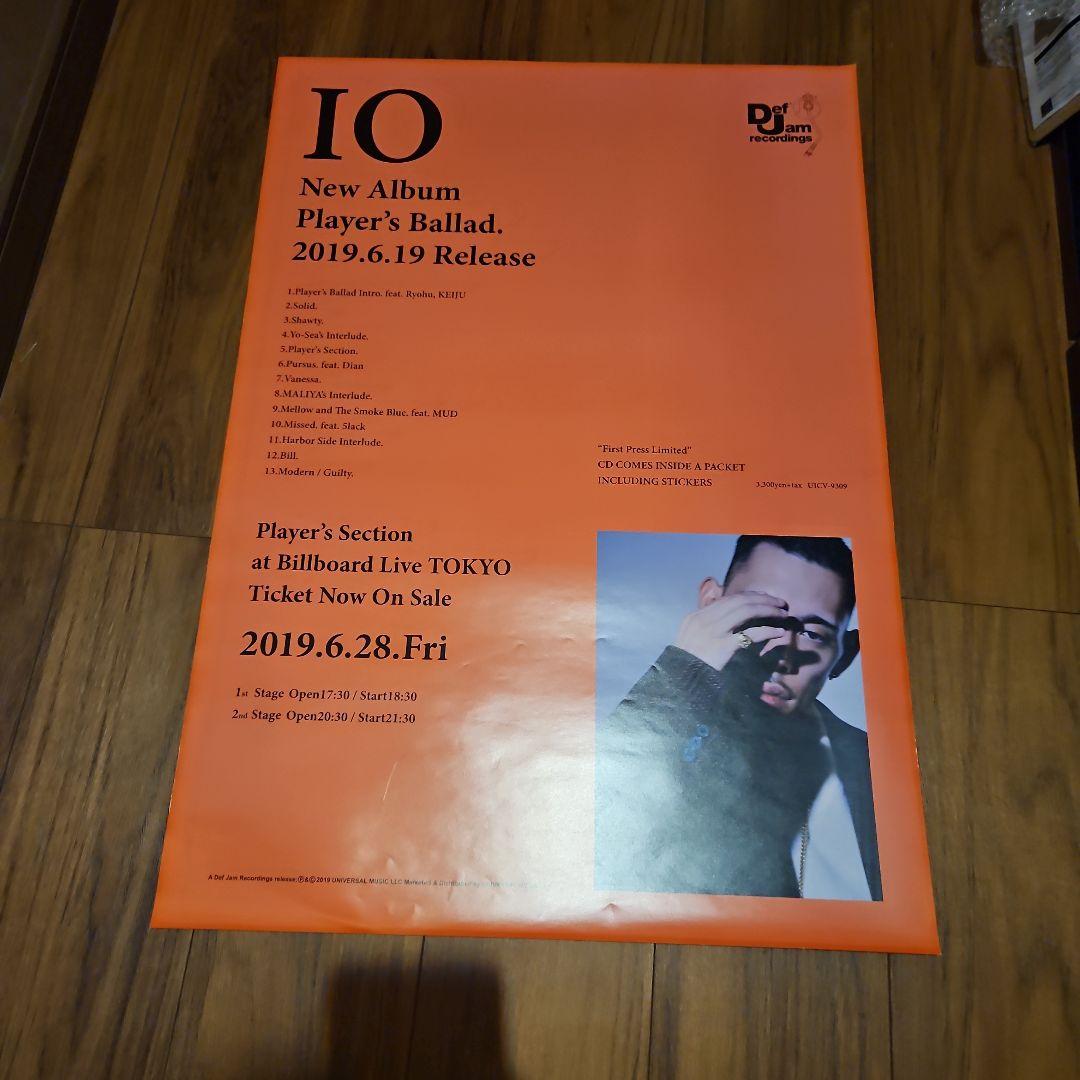 IO
Def
Jam
recordings
New Album
Player's Ballad.
2019.6.19 Release
1.Player's Ballad Intro. feat. Ryohu, KEIJU
2.Solid.
3.Shawty.
4.Yo-Sea's Interlude.
5.Player's Section.
6.Pursus. feat. Dian
7.Vanessa.
8.MALIYA's Interlude.
9.Mellow and The Smoke Blue. feat. MUD
10.Missed. feat. 5lack
11.Harbor Side Interlude.
12.Bill.
13.Modern / Guilty.
"First Press Limited"
CD COMES INSIDE A PACKET
INCLUDING STICKERS
3,300yen+tax UICV-9309
Player's Section
at Billboard Live TOKYO
Ticket Now On Sale
2019.6.28.Fri
1st Stage Open17:30 / Start18:30
2nd Stage Open20:30 / Start21:30
A Def Jam Recordings release;Ⓟ&©2019 UNIVERSAL MUSIC LLC Marketed & Distributed by